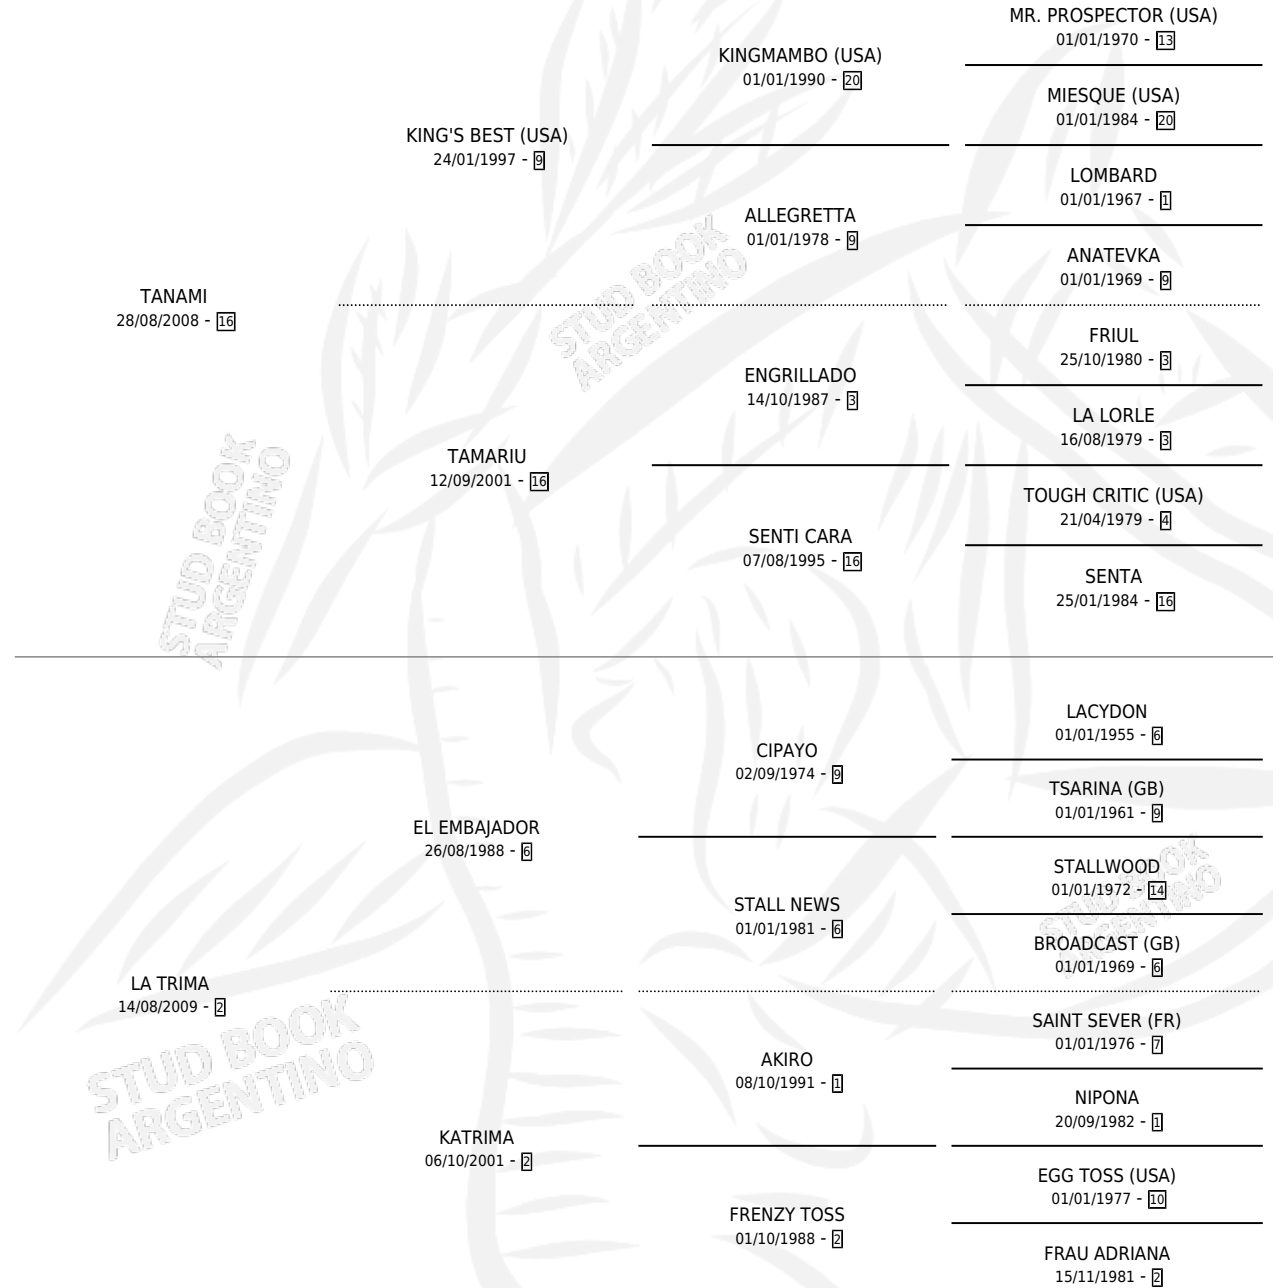 MR. PROSPECTOR (USA)
01/01/1970 - 13
KINGMAMBO (USA)
01/01/1990 - 20
MIESQUE (USA)
01/01/1984 - 20
KING'S BEST (USA)
24/01/1997 - 9
LOMBARD
01/01/1967 - 1
ALLEGRETTA
01/01/1978 - 9
ANATEVKA
01/01/1969 - 9
TANAMI
28/08/2008 - 16
FRIUL
25/10/1980 - 3
ENGRILLADO
14/10/1987 - 3
LA LORLE
16/08/1979 - 3
TAMARIU
12/09/2001 - 16
TOUGH CRITIC (USA)
21/04/1979 - 4
SENTI CARA
07/08/1995 - 16
SENTA
25/01/1984 - 16
STUD BOOK
ARGENTINO
STUD BOOK
ARGENTINO
LACYDON
01/01/1955 - 6
CIPAYO
02/09/1974 - 9
TSARINA (GB)
01/01/1961 - 9
EL EMBAJADOR
26/08/1988 - 6
STALLWOOD
01/01/1972 - 14
STALL NEWS
01/01/1981 - 6
BROADCAST (GB)
01/01/1969 - 6
STUD BOOK
ARGENTINO
LA TRIMA
14/08/2009 - 2
SAINT SEVER (FR)
01/01/1976 - 7
AKIRO
08/10/1991 - 1
NIPONA
20/09/1982 - 1
STUD BOOK
ARGENTINO
KATRIMA
06/10/2001 - 2
EGG TOSS (USA)
01/01/1977 - 10
FRENZY TOSS
01/10/1988 - 2
FRAU ADRIANA
15/11/1981 - 2